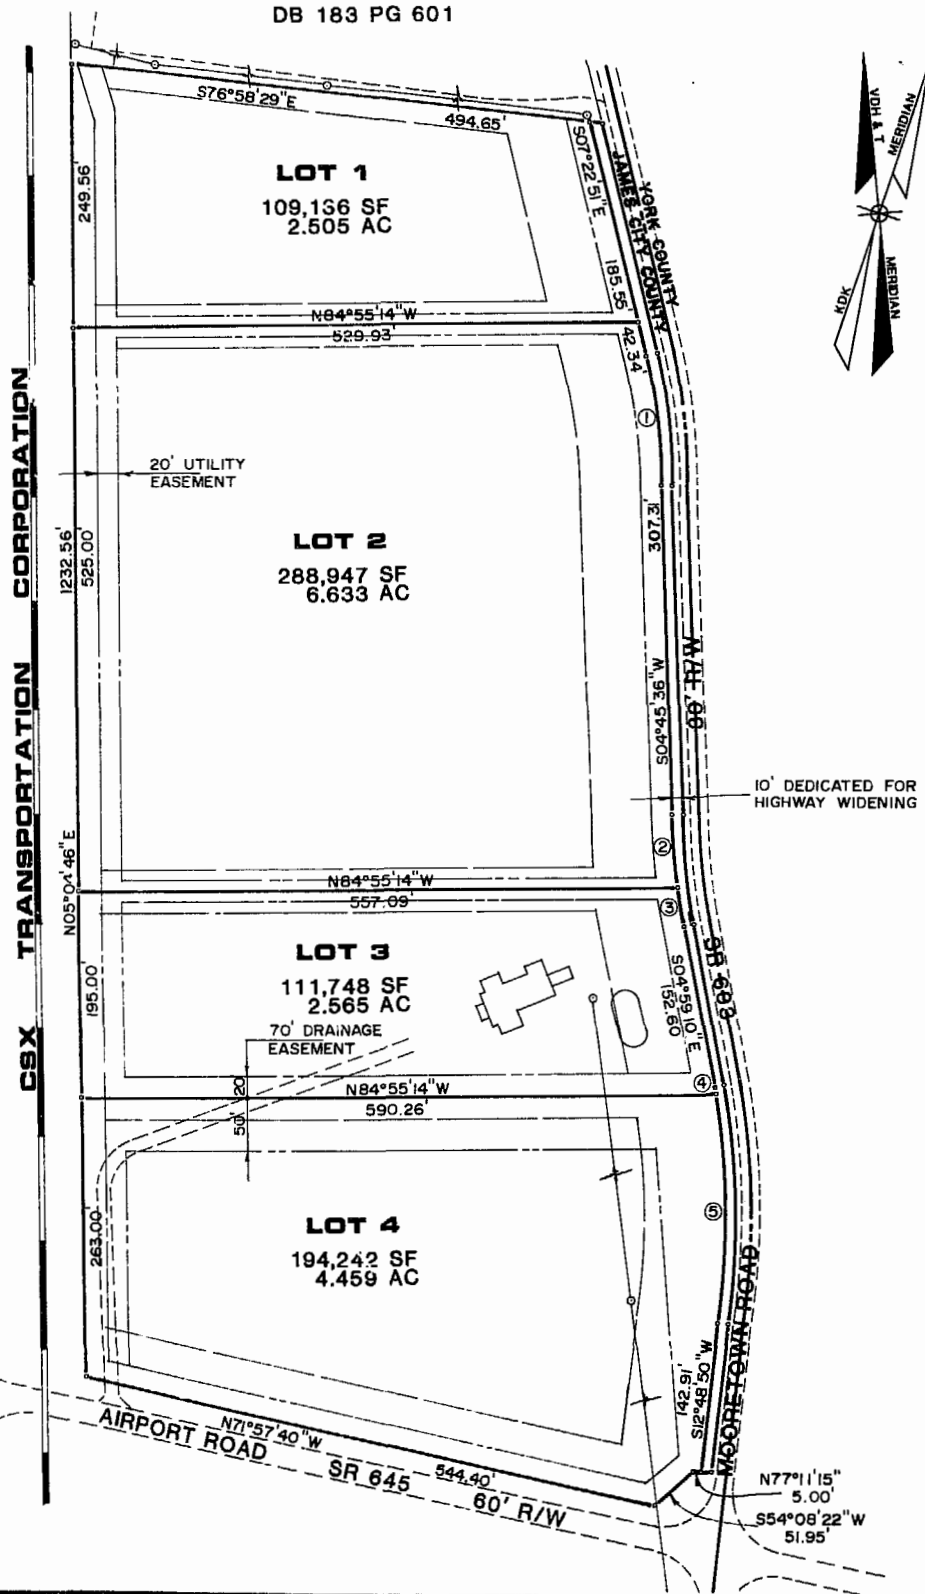 DB 183 PG 601
S76°58'29"E
494.65'
LOT 1
109,136 SF
2.505 AC
249.56'
S07°22'51"E
185.55'
JAMES CITY COUNTY
YORK COUNTY
VDH & T
MERIDIAN
KDK
MERIDIAN
N84°55'14"W
529.93'
42.34'
①
20' UTILITY
EASEMENT
307.31'
LOT 2
288,947 SF
6.633 AC
1232.56'
525.00'
CSX TRANSPORTATION CORPORATION
S04°45'36"W
10' DEDICATED FOR
HIGHWAY WIDENING
②
N84°55'14"W
557.09'
③
LOT 3
111,748 SF
2.565 AC
195.00'
70' DRAINAGE
EASEMENT
S04°59'10"E
152.60
20'
50'
N84°55'14"W
590.26'
④
⑤
LOT 4
194,242 SF
4.459 AC
263.00'
142.91'
S12°48'50"W
MOORETOWN ROAD
AIRPORT ROAD
N71°57'40"W
SR 645
544.40'
60' R/W
N77°11'15"
5.00'
S54°08'22"W
51.95'